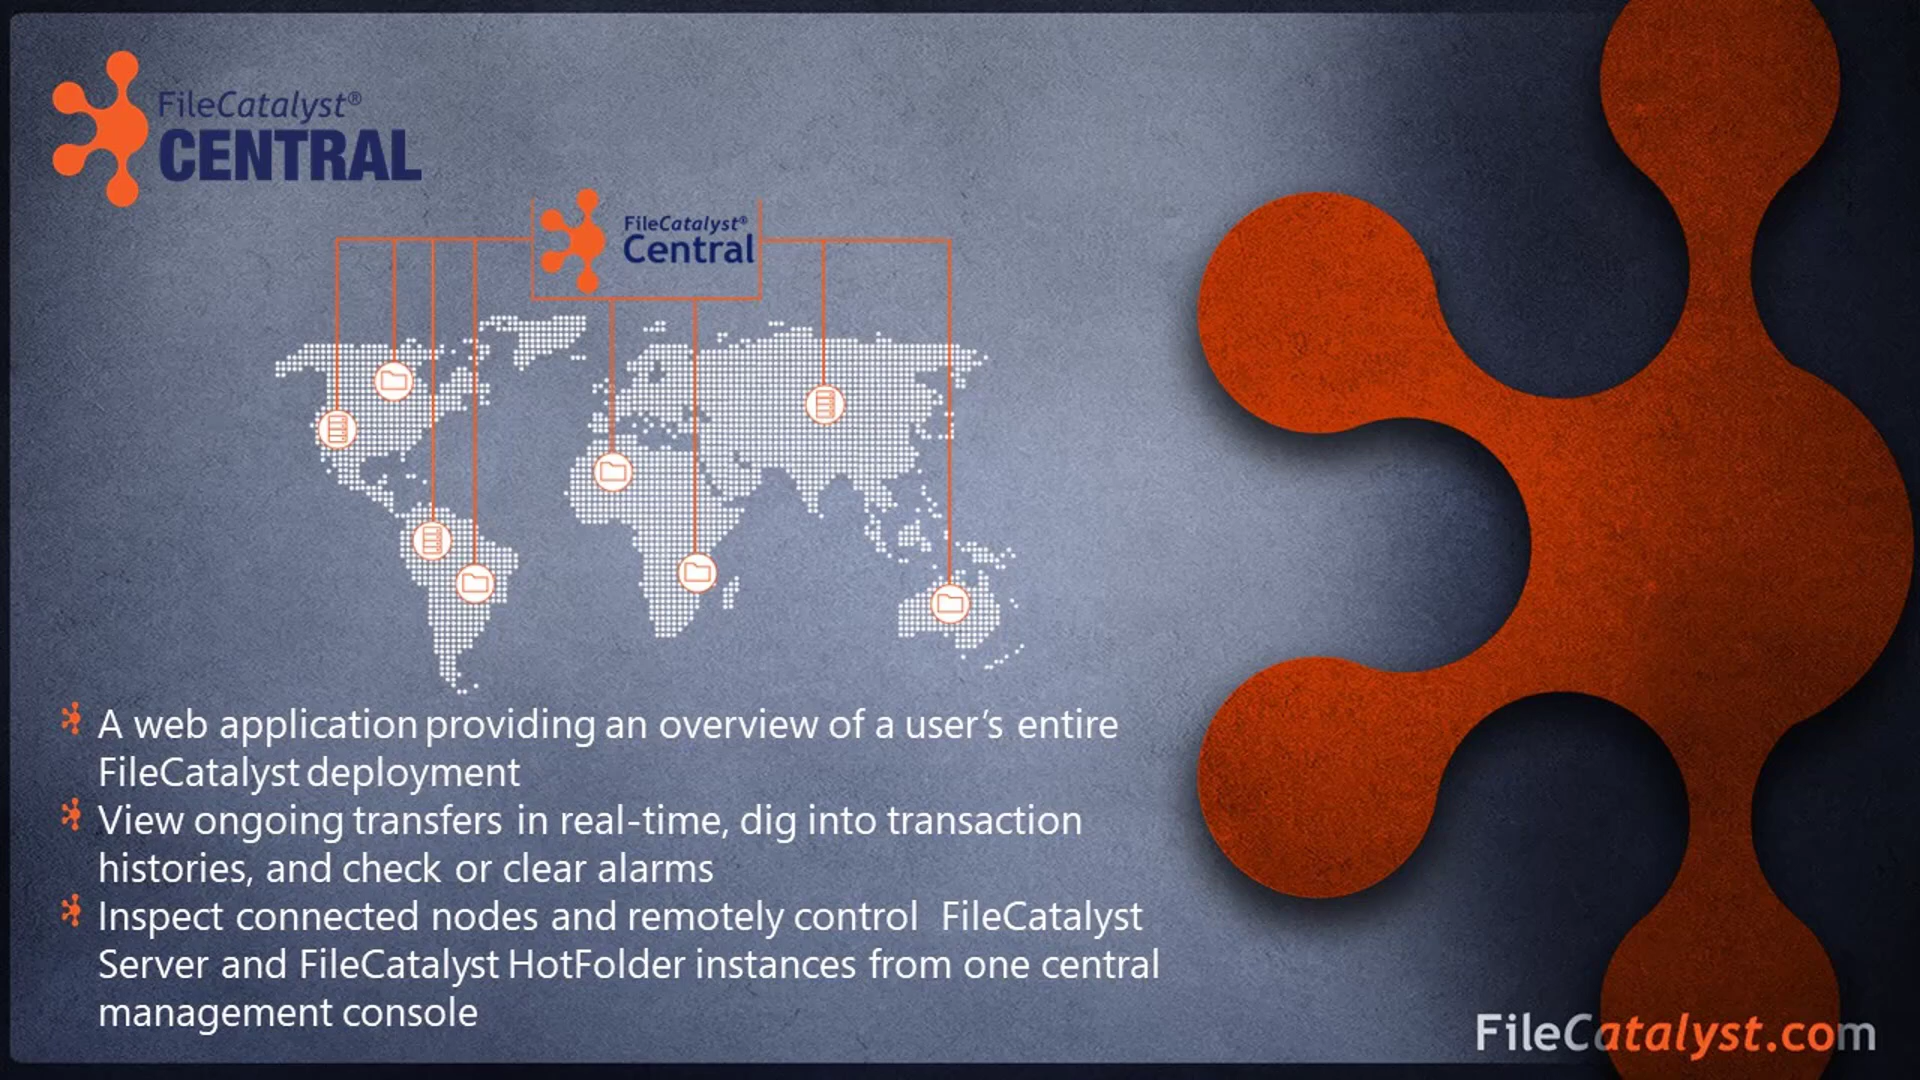 FileCatalyst®
CENTRAL
FileCatalyst®
Central
A web application providing an overview of a user’s entire
FileCatalyst deployment
View ongoing transfers in real-time, dig into transaction
histories, and check or clear alarms
Inspect connected nodes and remotely control FileCatalyst
Server and FileCatalyst HotFolder instances from one central
management console
FileCatalyst.com